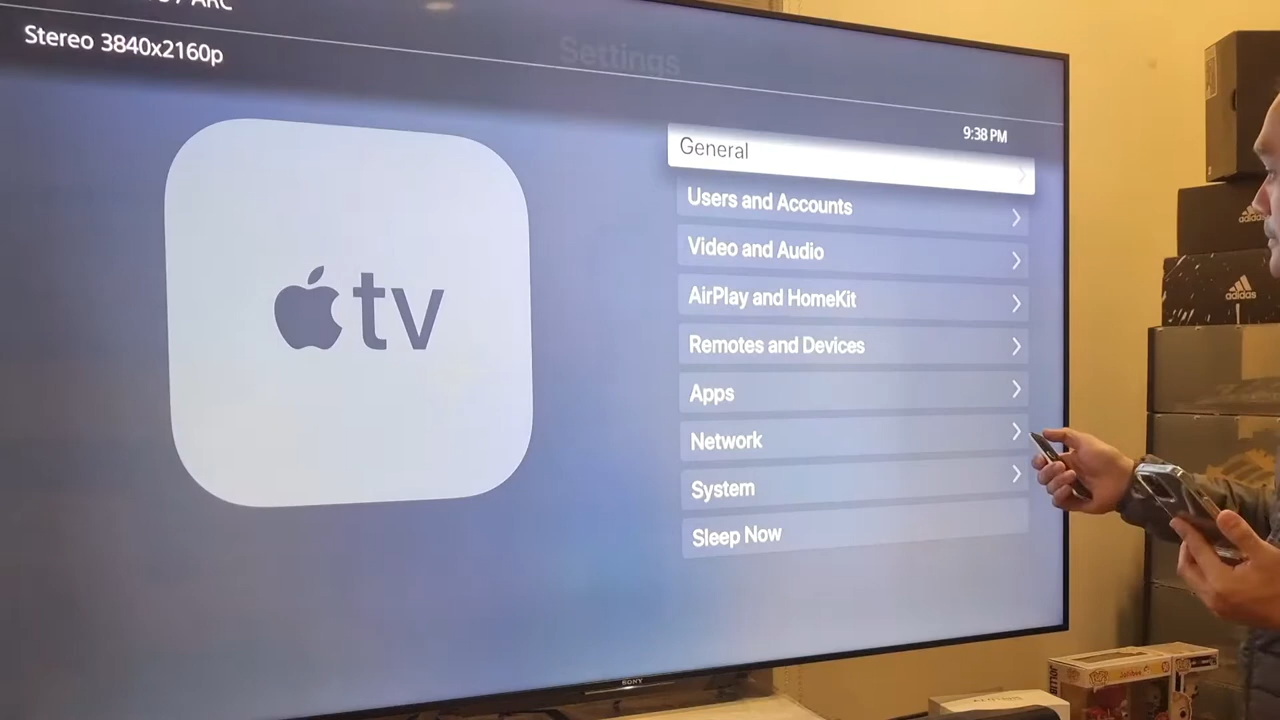 ARC
Stereo 3840x2160p
Settings
9:38 PM
tv
General
Users and Accounts
Video and Audio
AirPlay and HomeKit
Remotes and Devices
Apps
Network
System
Sleep Now
SONY
adidas
adidas